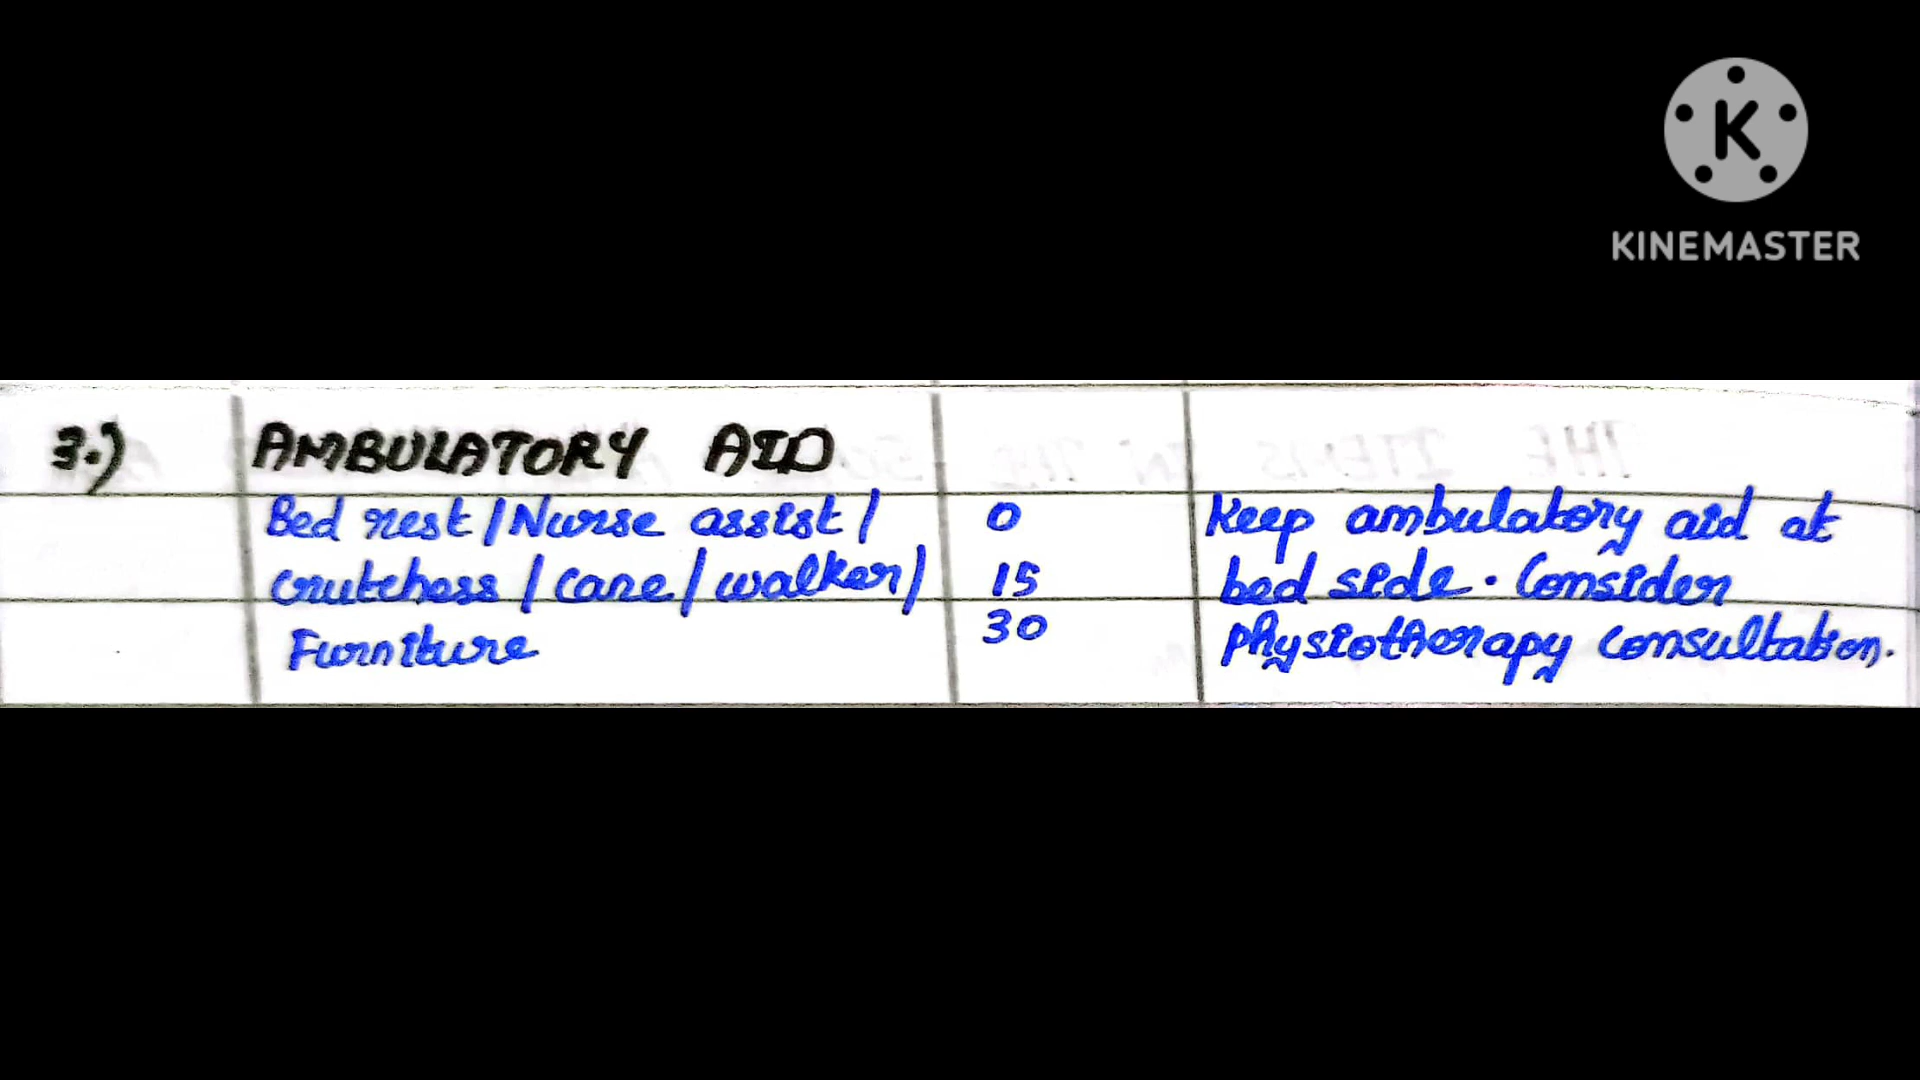 KINEMASTER
3.) AMBULATORY AID
Bed rest/Nurse assist/ 0 Keep ambulatory aid at
crutchess/cane/walker/ 15 bed side. Consider
Furniture 30 physiotherapy consultation.